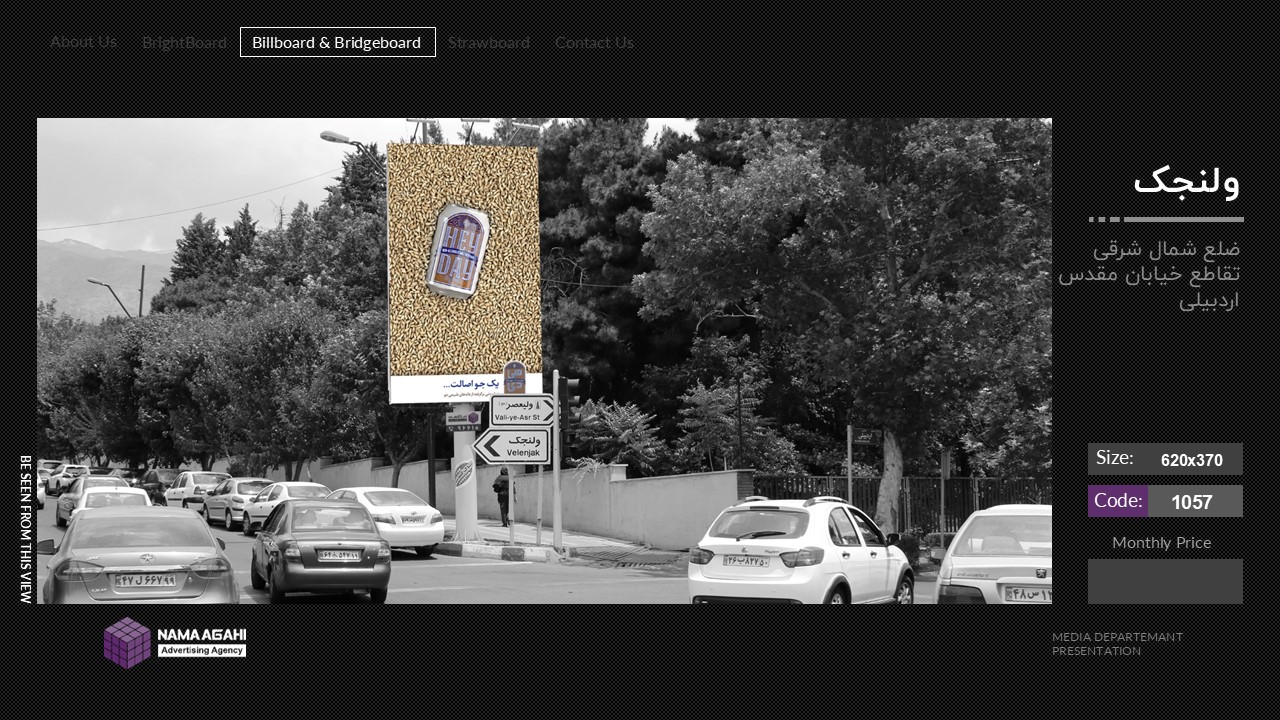 About Us
BrightBoard
Billboard & Bridgeboard
Strawboard
Contact Us
ولنجک
ضلع شمال شرقی
تقاطع خیابان مقدس
اردبیلی
HEY
DAY
یک جو اصالت...
ولیعصر
Vali-ye-Asr St
ولنجک
Velenjak
Size: 620x370
Code: 1057
Monthly Price
BE SEEN FROM THIS VIEW
NAMA AGAHI
Advertising Agency
MEDIA DEPARTEMANT
PRESENTATION